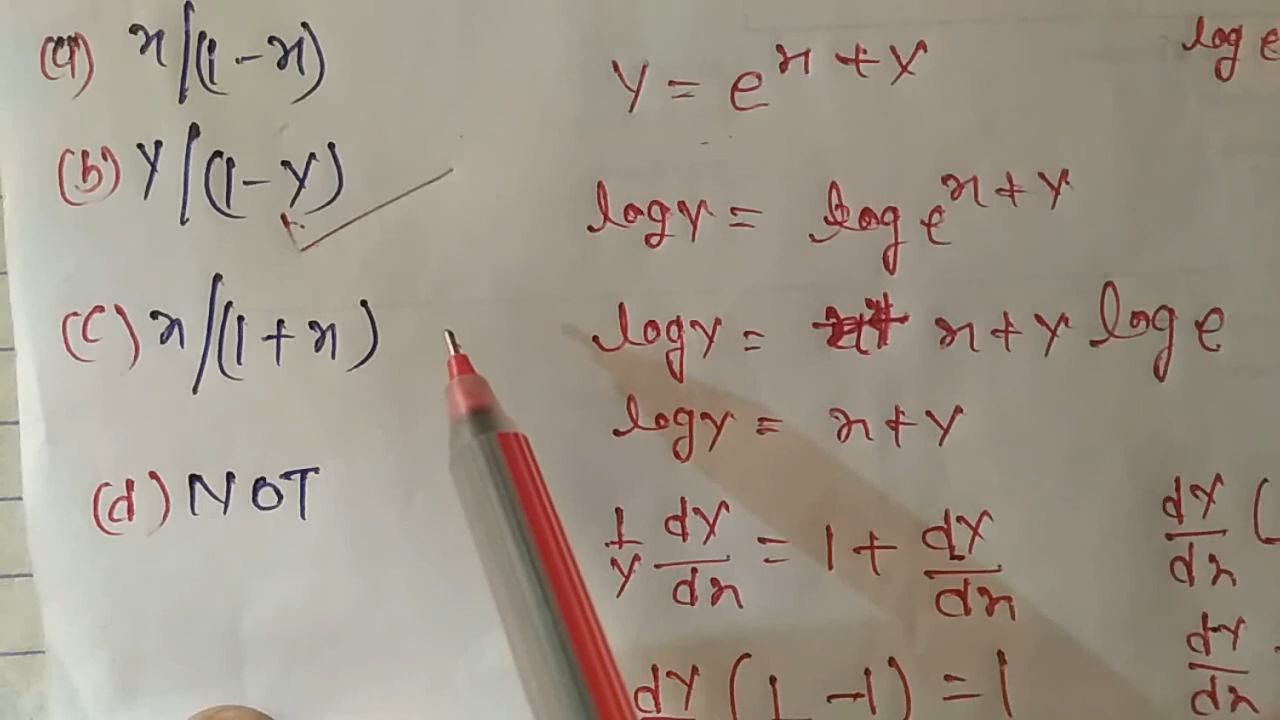 (a) x/(1-x)
(b) y/(1-y)
(c) x/(1+x)
(d) NOT
y = e^x+y
log y = log e^x+y
log y = x+y log e
log y = x+y
1/y dy/dx = 1 + dy/dx
dy (1 -1) = 1
log e
dy/dx (
dy/dx